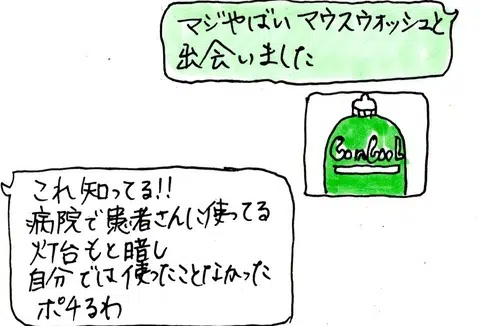 マジやばい マウスウォッシュと
出会いました
ConCool
これ知ってる!!
病院で患者さんに使ってる
灯台もと暗し
自分では使ったことなかった
ポチるわ